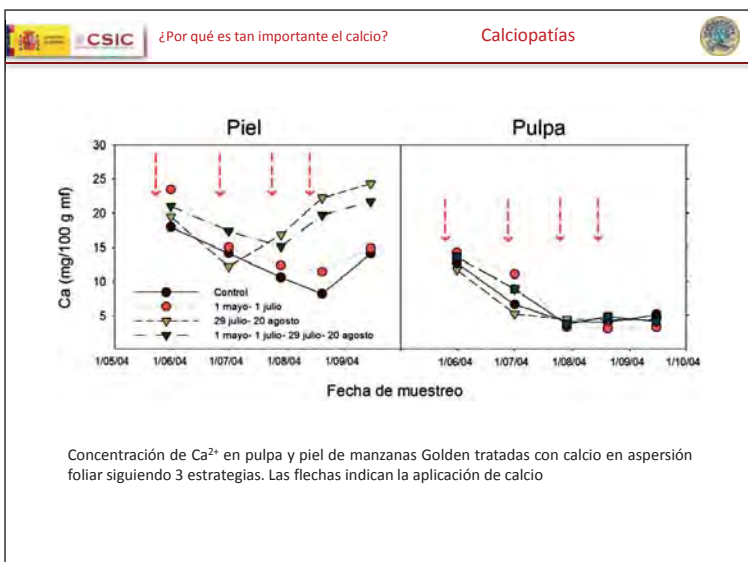 CSIC
¿Por qué es tan importante el calcio?
Calciopatías
Piel
Pulpa
Ca (mg/100 g mf)
30
25
20
15
10
5
Control
1 mayo- 1 julio
29 julio- 20 agosto
1 mayo- 1 julio- 29 julio- 20 agosto
1/05/04 1/06/04 1/07/04 1/08/04 1/09/04
1/06/04 1/07/04 1/08/04 1/09/04 1/10/04
Fecha de muestreo
Concentración de Ca²⁺ en pulpa y piel de manzanas Golden tratadas con calcio en aspersión
foliar siguiendo 3 estrategias. Las flechas indican la aplicación de calcio